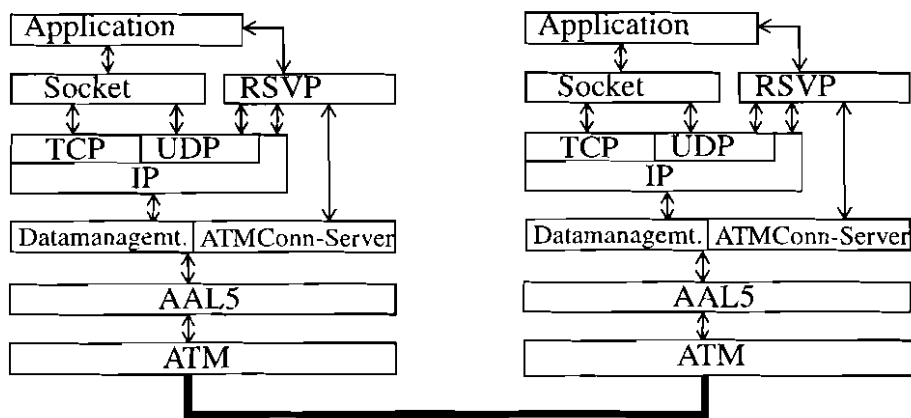 Application
Socket RSVP
TCP UDP
IP
Datamanagemt. ATMConn-Server
AAL5
ATM
Application
Socket RSVP
TCP UDP
IP
Datamanagemt. ATMConn-Server
AAL5
ATM